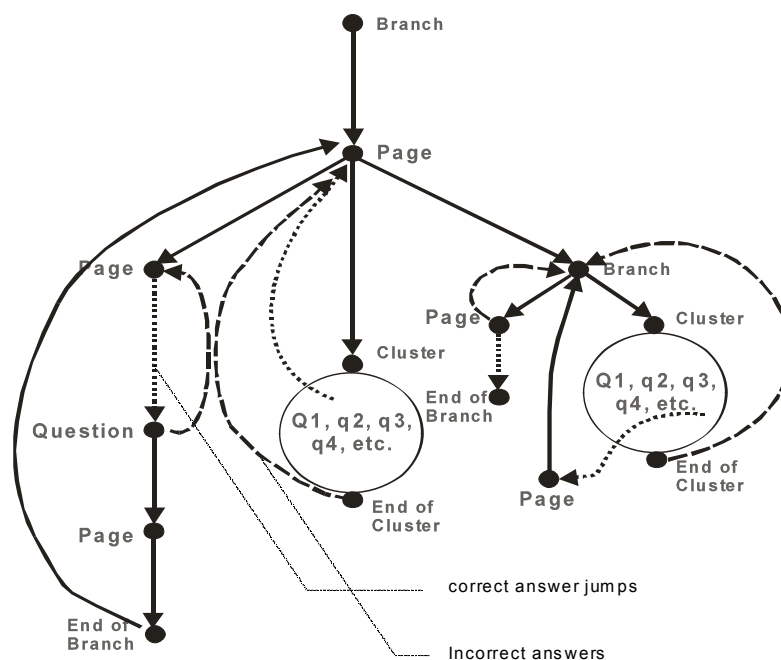 Branch
Page
Page
Branch
Page
Cluster
Cluster
Q1, q2, q3,
q4, etc.
End of
Branch
Q1, q2, q3,
q4, etc.
Question
End of
Cluster
Page
End of
Cluster
Page
correct answer jumps
End of
Branch
Incorrect answers